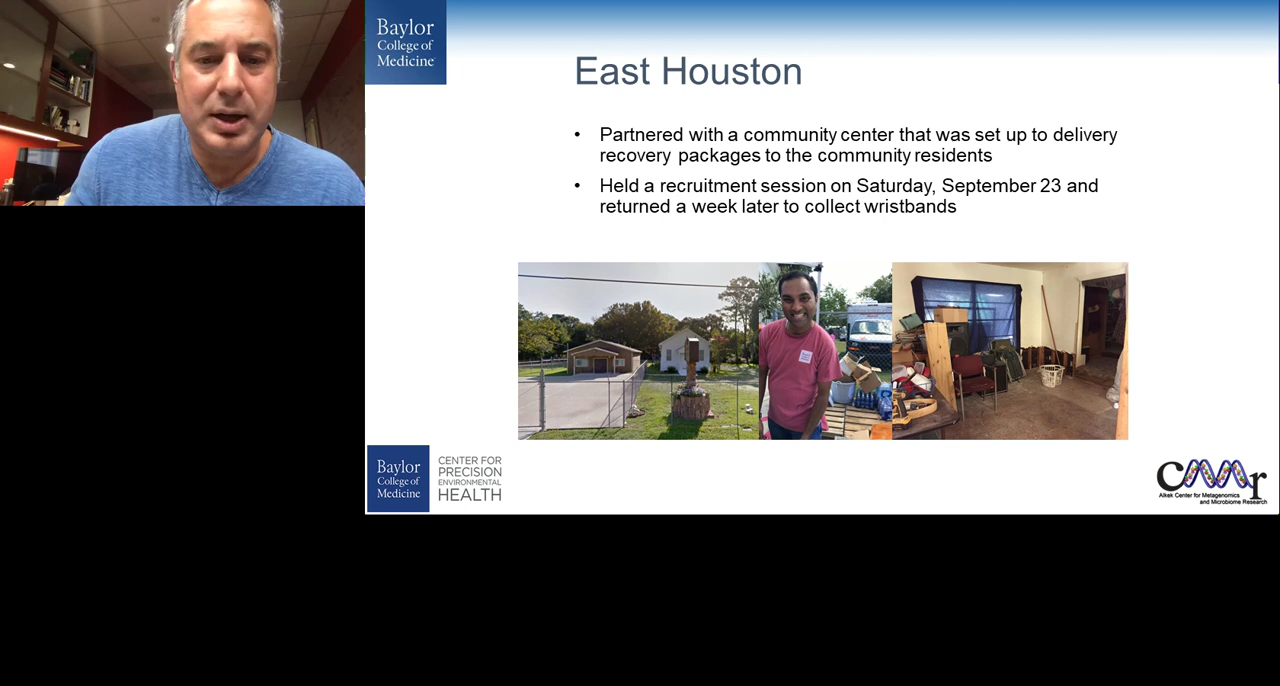 Baylor
College of
Medicine
East Houston
• Partnered with a community center that was set up to delivery
recovery packages to the community residents
• Held a recruitment session on Saturday, September 23 and
returned a week later to collect wristbands
Baylor
College of
Medicine
CENTER FOR
PRECISION
ENVIRONMENTAL
HEALTH
CMMr
Alkek Center for Metagenomics
and Microbiome Research